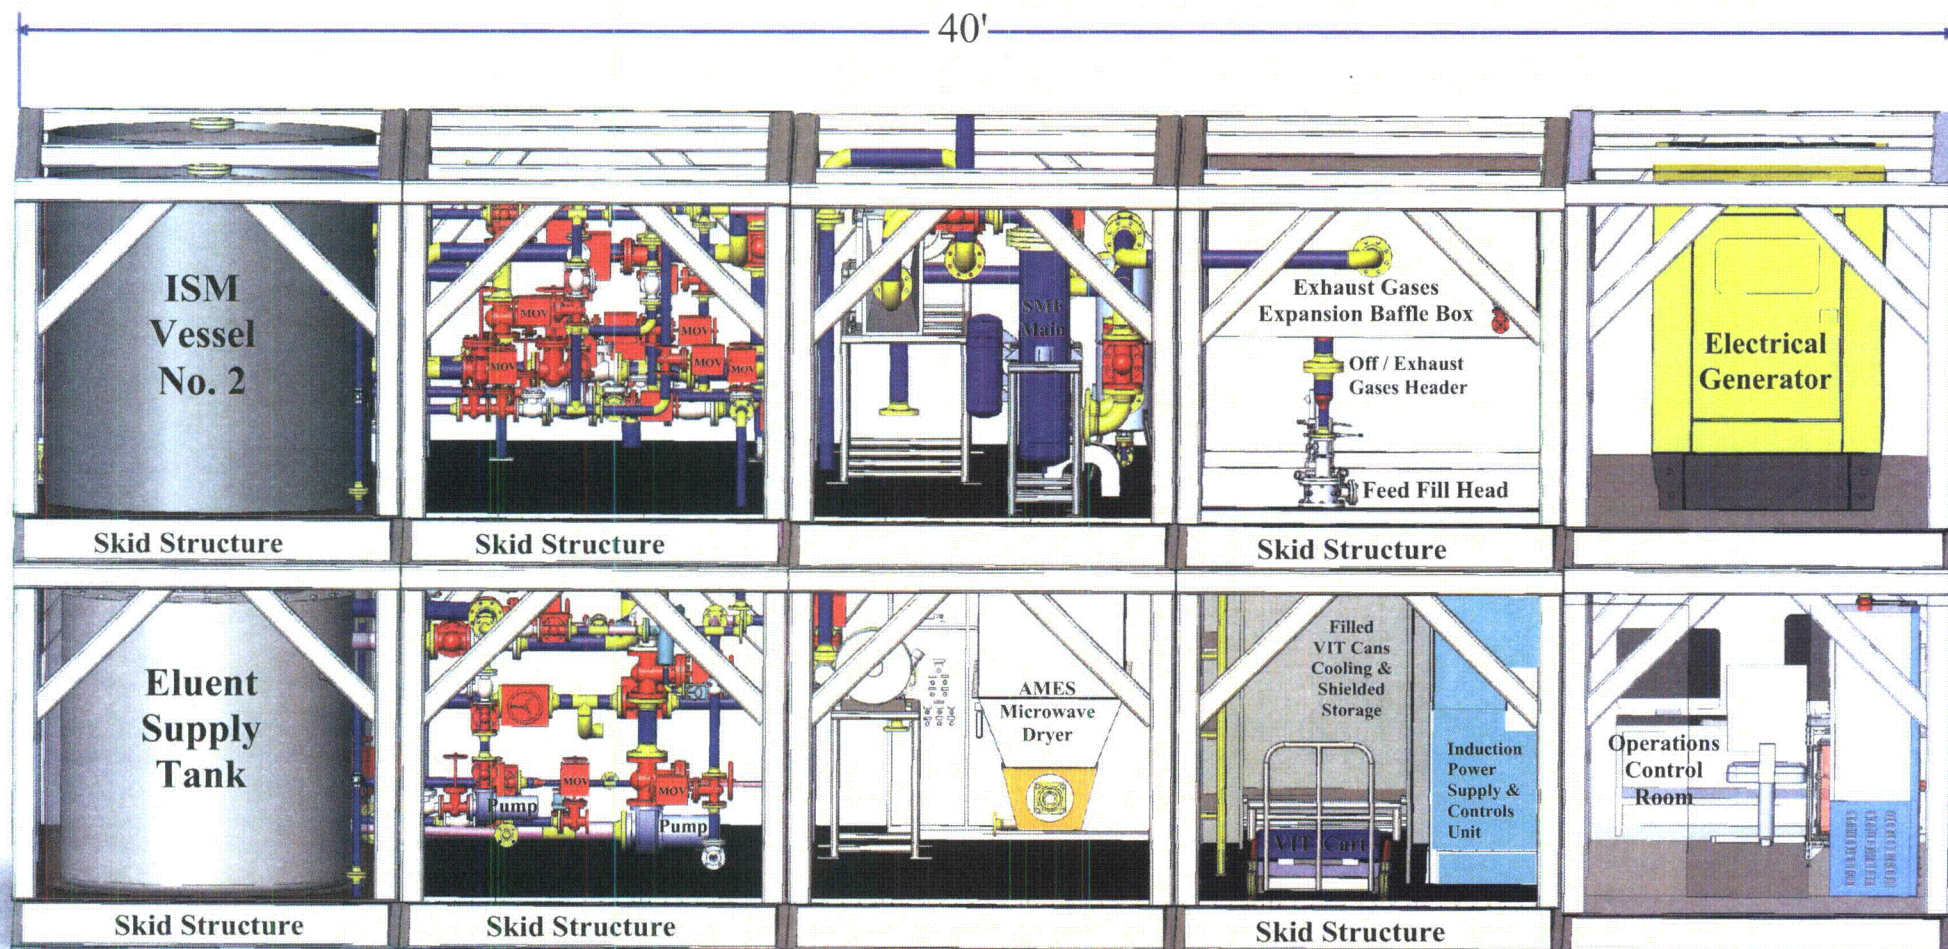 40'
ISM
Vessel
No. 2
MOV
MOV
MOV
MOV
MOV
SMF
Main
Exhaust Gases
Expansion Baffle Box
Off / Exhaust
Gases Header
Feed Fill Head
Electrical
Generator
Skid Structure
Skid Structure
Skid Structure
Eluent
Supply
Tank
MOV
MOV
Pump
Pump
AMES
Microwave
Dryer
Filled
VIT Cans
Cooling &
Shielded
Storage
VIT Cart
Induction
Power
Supply &
Controls
Unit
Operations
Control
Room
Skid Structure
Skid Structure
Skid Structure